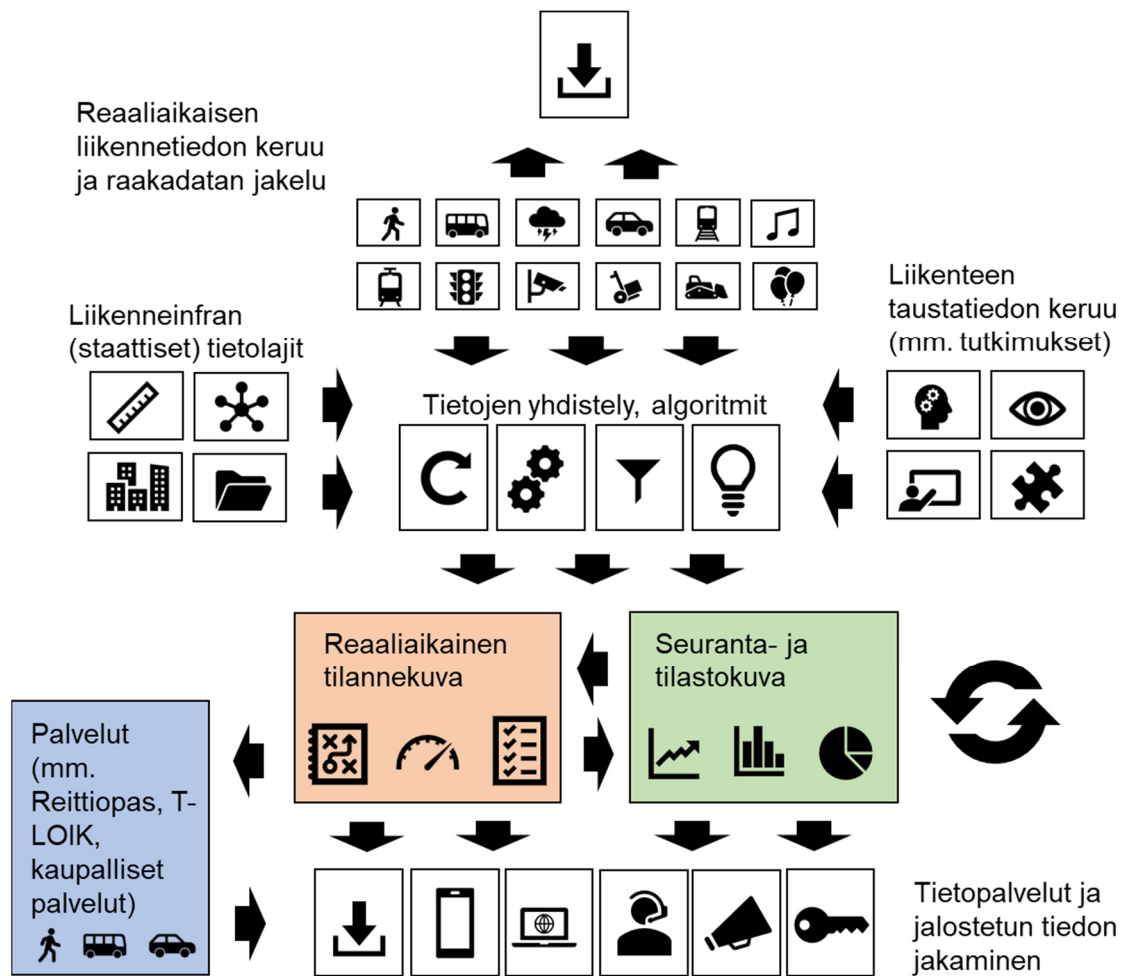 Reaaliaikaisen
liikennetiedon keruu
ja raakadatan jakelu
Liikenneinfran
(staattiset) tietolajit
Liikenteen
taustatiedon keruu
(mm. tutkimukset)
Tietojen yhdistely, algoritmit
Reaaliaikainen
tilannekuva
Seuranta- ja
tilastokuva
Palvelut
(mm.
Reittiopas, T-
LOIK,
kaupalliset
palvelut)
Tietopalvelut ja
jalostetun tiedon
jakaminen